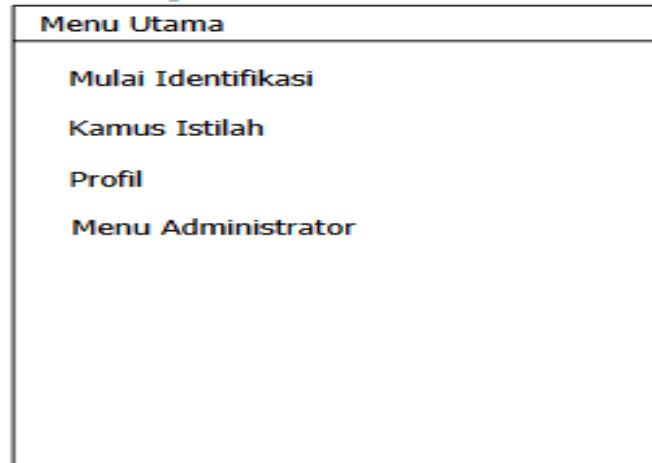 Menu Utama
Mulai Identifikasi
Kamus Istilah
Profil
Menu Administrator